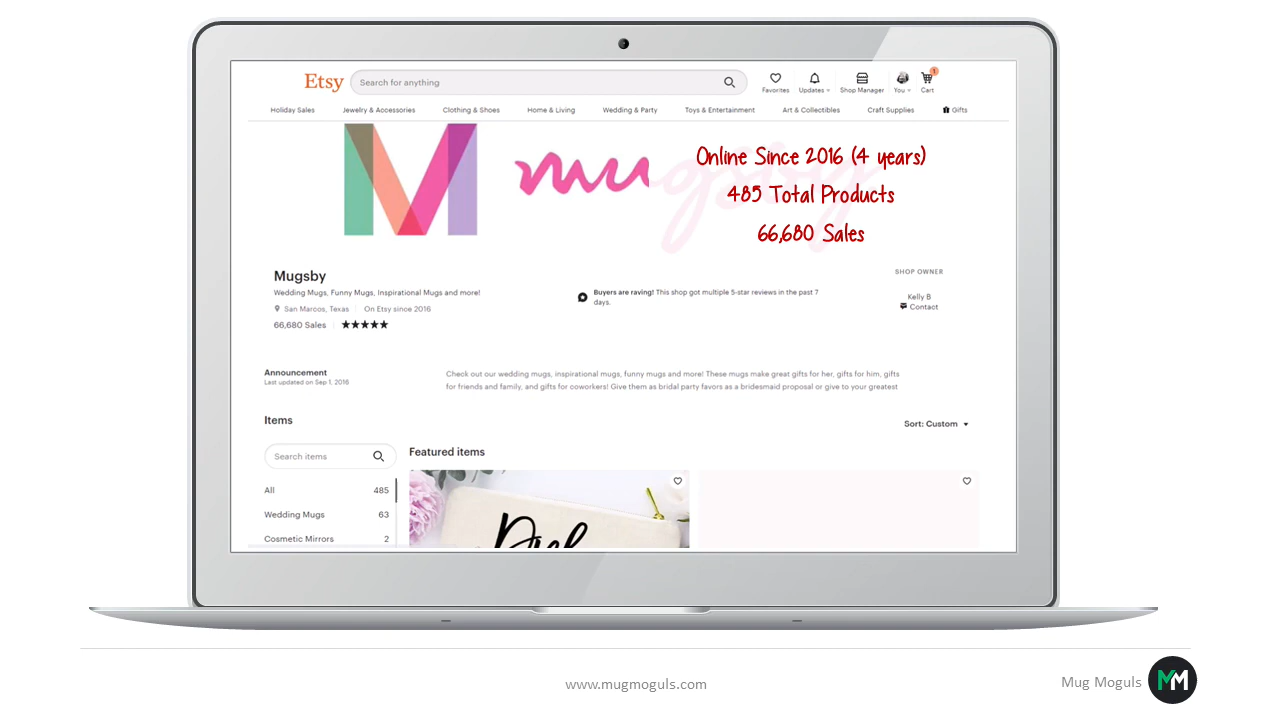 Etsy
Search for anything
1
Favorites
Updates
Shop Manager
You
Cart
Holiday Sales
Jewelry & Accessories
Clothing & Shoes
Home & Living
Wedding & Party
Toys & Entertainment
Art & Collectibles
Craft Supplies
Gifts
M
mugsby
Online Since 2016 (4 years)
485 Total Products
66,680 Sales
Mugsby
Wedding Mugs, Funny Mugs, Inspirational Mugs and more!
San Marcos, Texas
On Etsy since 2016
66,680 Sales
Buyers are raving! This shop got multiple 5-star reviews in the past 7
days.
SHOP OWNER
Kelly B
Contact
Announcement
Last updated on Sep 1, 2016
Check out our wedding mugs, inspirational mugs, funny mugs and more! These mugs make great gifts for her, gifts for him, gifts
for friends and family, and gifts for coworkers! Give them as bridal party favors as a bridesmaid proposal or give to your greatest
Items
Sort: Custom
Search items
Featured items
All 485
Wedding Mugs 63
Cosmetic Mirrors 2
www.mugmoguls.com
Mug Moguls
MM